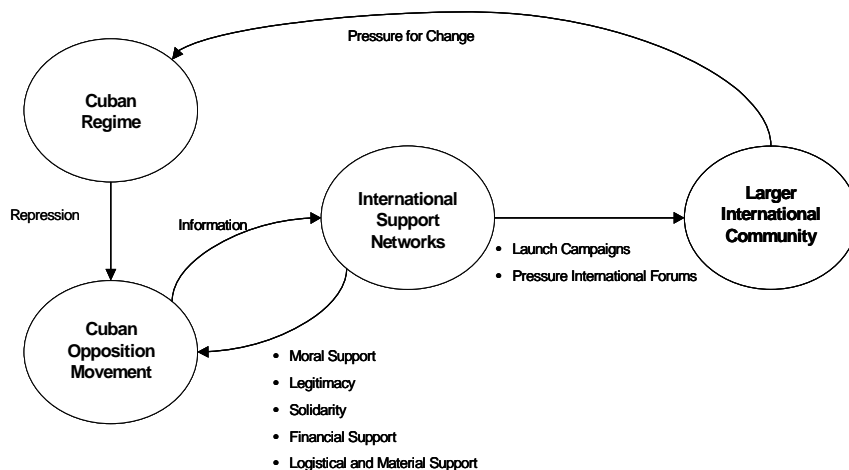 Pressure for Change
Cuban
Regime
Repression
Information
International
Support
Networks
Larger
International
Community
• Launch Campaigns
• Pressure International Forums
Cuban
Opposition
Movement
• Moral Support
• Legitimacy
• Solidarity
• Financial Support
• Logistical and Material Support